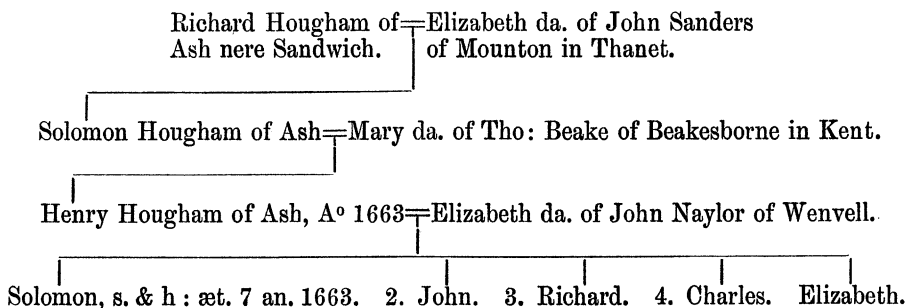 Richard Hougham of=Elizabeth da. of John Sanders
Ash nere Sandwich. of Mounton in Thanet.
Solomon Hougham of Ash=Mary da. of Tho: Beake of Beakesborne in Kent.
Henry Hougham of Ash, Aº 1663=Elizabeth da. of John Naylor of Wenvell.
Solomon, s. & h : æt. 7 an. 1663. 2. John. 3. Richard. 4. Charles. Elizabeth.